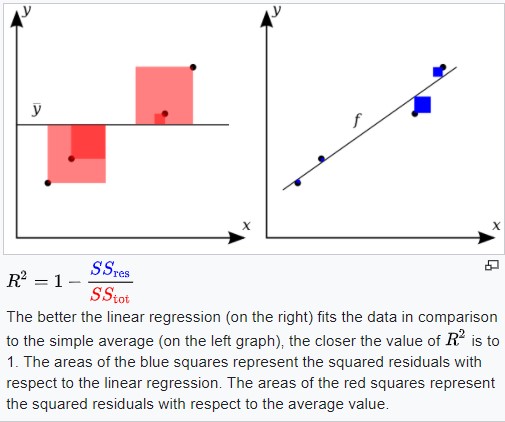 y
y
ȳ
f
x
x
R² = 1 − SSres / SStot
The better the linear regression (on the right) fits the data in comparison
to the simple average (on the left graph), the closer the value of R² is to
1. The areas of the blue squares represent the squared residuals with
respect to the linear regression. The areas of the red squares represent
the squared residuals with respect to the average value.